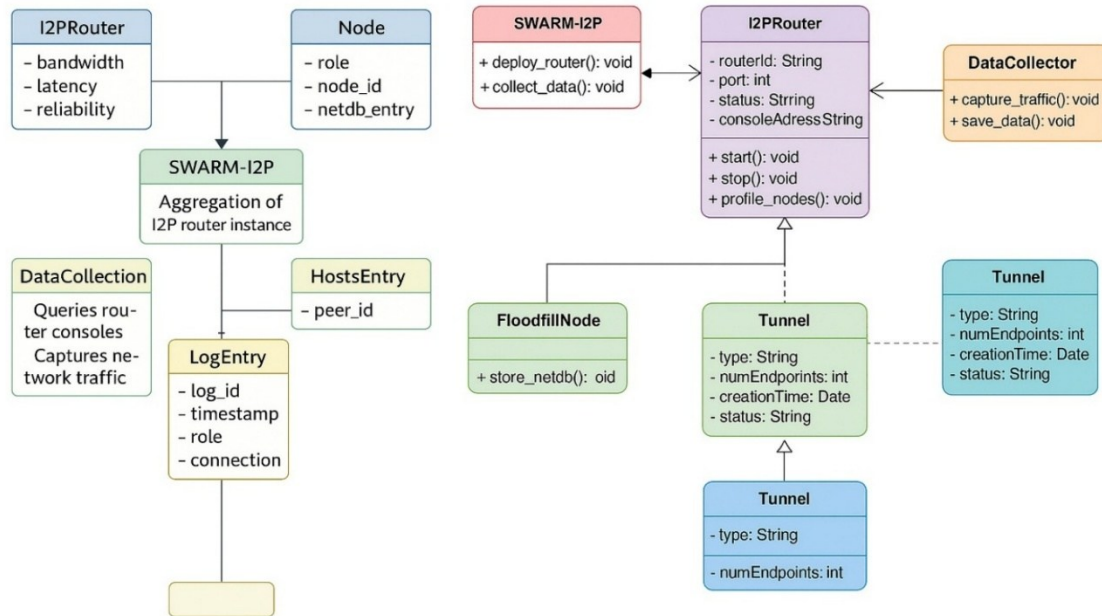 I2PRouter
– bandwidth
– latency
– reliability
Node
– role
– node_id
– netdb_entry
SWARM-I2P
Aggregation of
I2P router instance
DataCollection
Queries rou-
ter consoles
Captures ne-
twork traffic
HostsEntry
– peer_id
LogEntry
– log_id
– timestamp
– role
– connection
SWARM-I2P
+ deploy_router(): void
+ collect_data(): void
I2PRouter
- routerId: String
- port: int
- status: Strring
- consoleAdressString
+ start(): void
+ stop(): void
+ profile_nodes(): void
DataCollector
+ capture_traffic(): void
+ save_data(): void
FloodfillNode
+ store_netdb(): oid
Tunnel
- type: String
- numEndporints: int
- creationTime: Date
- status: String
Tunnel
- type: String
- numEndpoints: int
- creationTime: Date
- status: String
Tunnel
- type: String
- numEndpoints: int